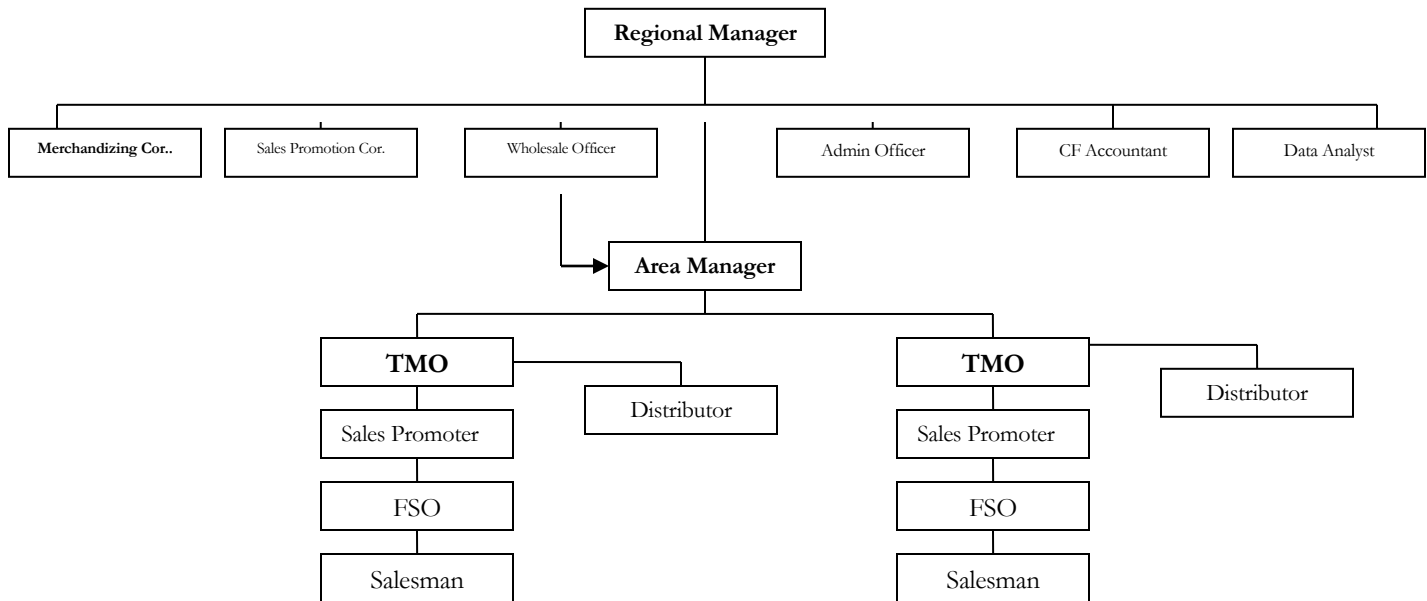 Regional Manager
Merchandizing Cor..
Sales Promotion Cor.
Wholesale Officer
Admin Officer
CF Accountant
Data Analyst
Area Manager
TMO
TMO
Distributor
Distributor
Sales Promoter
Sales Promoter
FSO
FSO
Salesman
Salesman